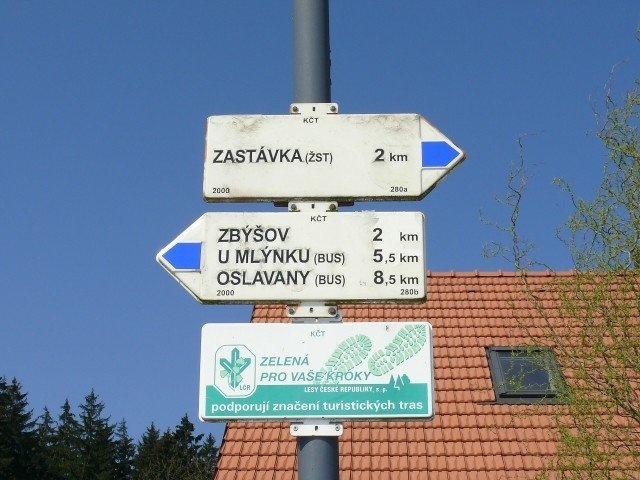 KČT
ZASTÁVKA (ŽST) 2 km
2000 280a
KČT
ZBÝŠOV 2 km
U MLÝNKU (BUS) 5,5 km
OSLAVANY (BUS) 8,5 km
2000 280b
KČT
ZELENÁ
PRO VAŠE KROKY
LČR
LESY ČESKÉ REPUBLIKY, s. p.
podporují značení turistických tras